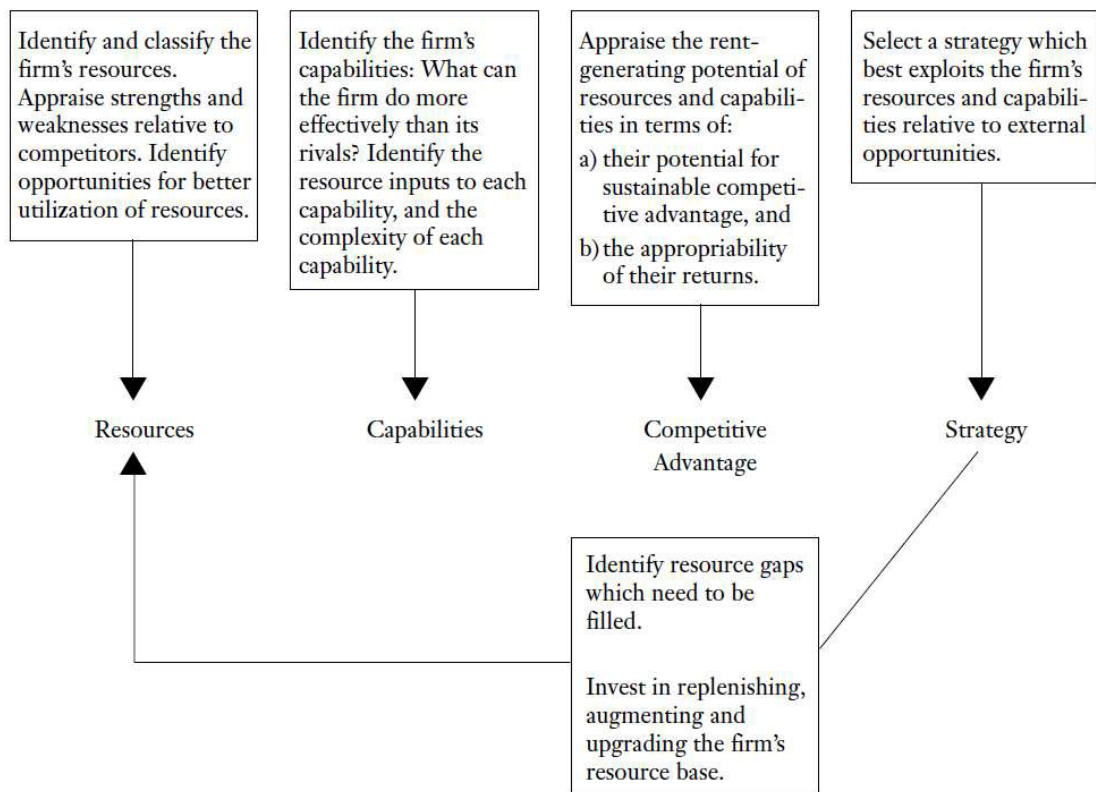 Identify and classify the
firm's resources.
Appraise strengths and
weaknesses relative to
competitors. Identify
opportunities for better
utilization of resources.
Identify the firm's
capabilities: What can
the firm do more
effectively than its
rivals? Identify the
resource inputs to each
capability, and the
complexity of each
capability.
Appraise the rent-
generating potential of
resources and capabili-
ties in terms of:
a) their potential for
sustainable competi-
tive advantage, and
b) the appropriability
of their returns.
Select a strategy which
best exploits the firm's
resources and capabili-
ties relative to external
opportunities.
Resources
Capabilities
Competitive
Advantage
Strategy
Identify resource gaps
which need to be
filled.
Invest in replenishing,
augmenting and
upgrading the firm's
resource base.